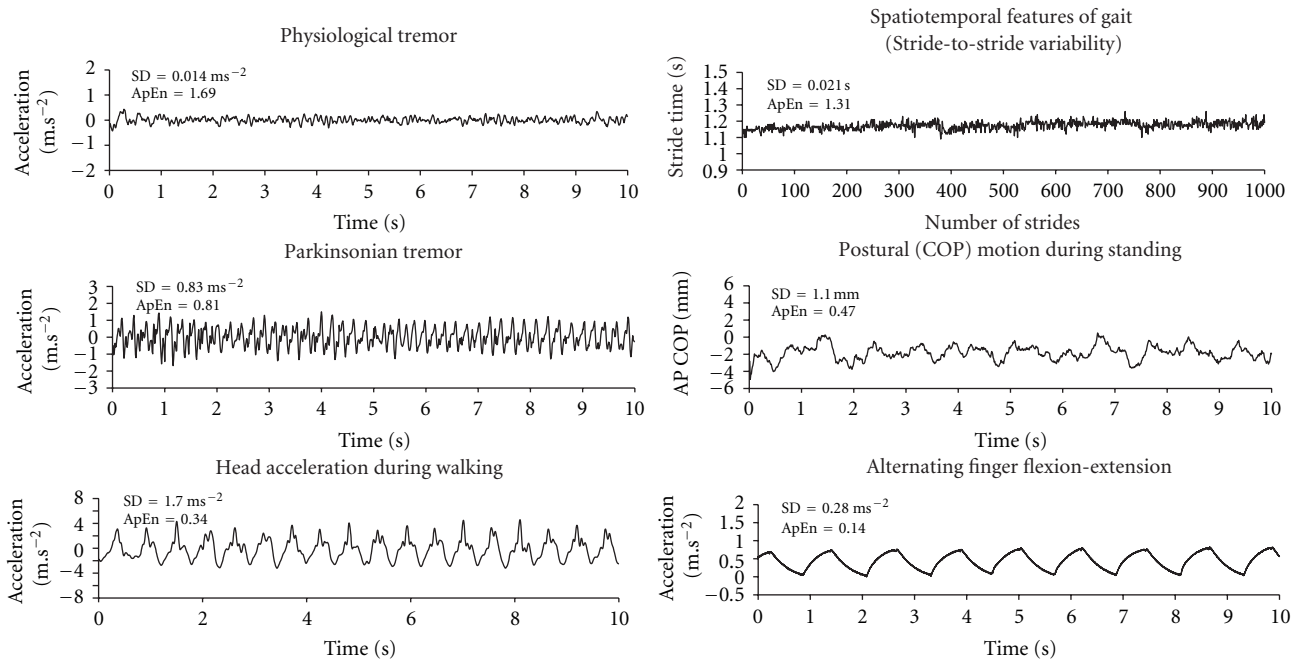 Physiological tremor
SD = 0.014 ms−2
ApEn = 1.69
Acceleration
(m.s−2)
2
1
0
−1
−2
0 1 2 3 4 5 6 7 8 9 10
Time (s)
Spatiotemporal features of gait
(Stride-to-stride variability)
SD = 0.021 s
ApEn = 1.31
Stride time (s)
1.5
1.4
1.3
1.2
1.1
1
0.9
0 100 200 300 400 500 600 700 800 900 1000
Number of strides
Parkinsonian tremor
SD = 0.83 ms−2
ApEn = 0.81
Acceleration
(m.s−2)
3
2
1
0
−1
−2
−3
0 1 2 3 4 5 6 7 8 9 10
Time (s)
Postural (COP) motion during standing
SD = 1.1 mm
ApEn = 0.47
AP COP (mm)
6
4
2
0
−2
−4
−6
0 1 2 3 4 5 6 7 8 9 10
Time (s)
Head acceleration during walking
SD = 1.7 ms−2
ApEn = 0.34
Acceleration
(m.s−2)
8
4
0
−4
−8
0 2 4 6 8 10
Time (s)
Alternating finger flexion-extension
SD = 0.28 ms−2
ApEn = 0.14
Acceleration
(m.s−2)
2
1.5
1
0.5
0
−0.5
0 1 2 3 4 5 6 7 8 9 10
Time (s)